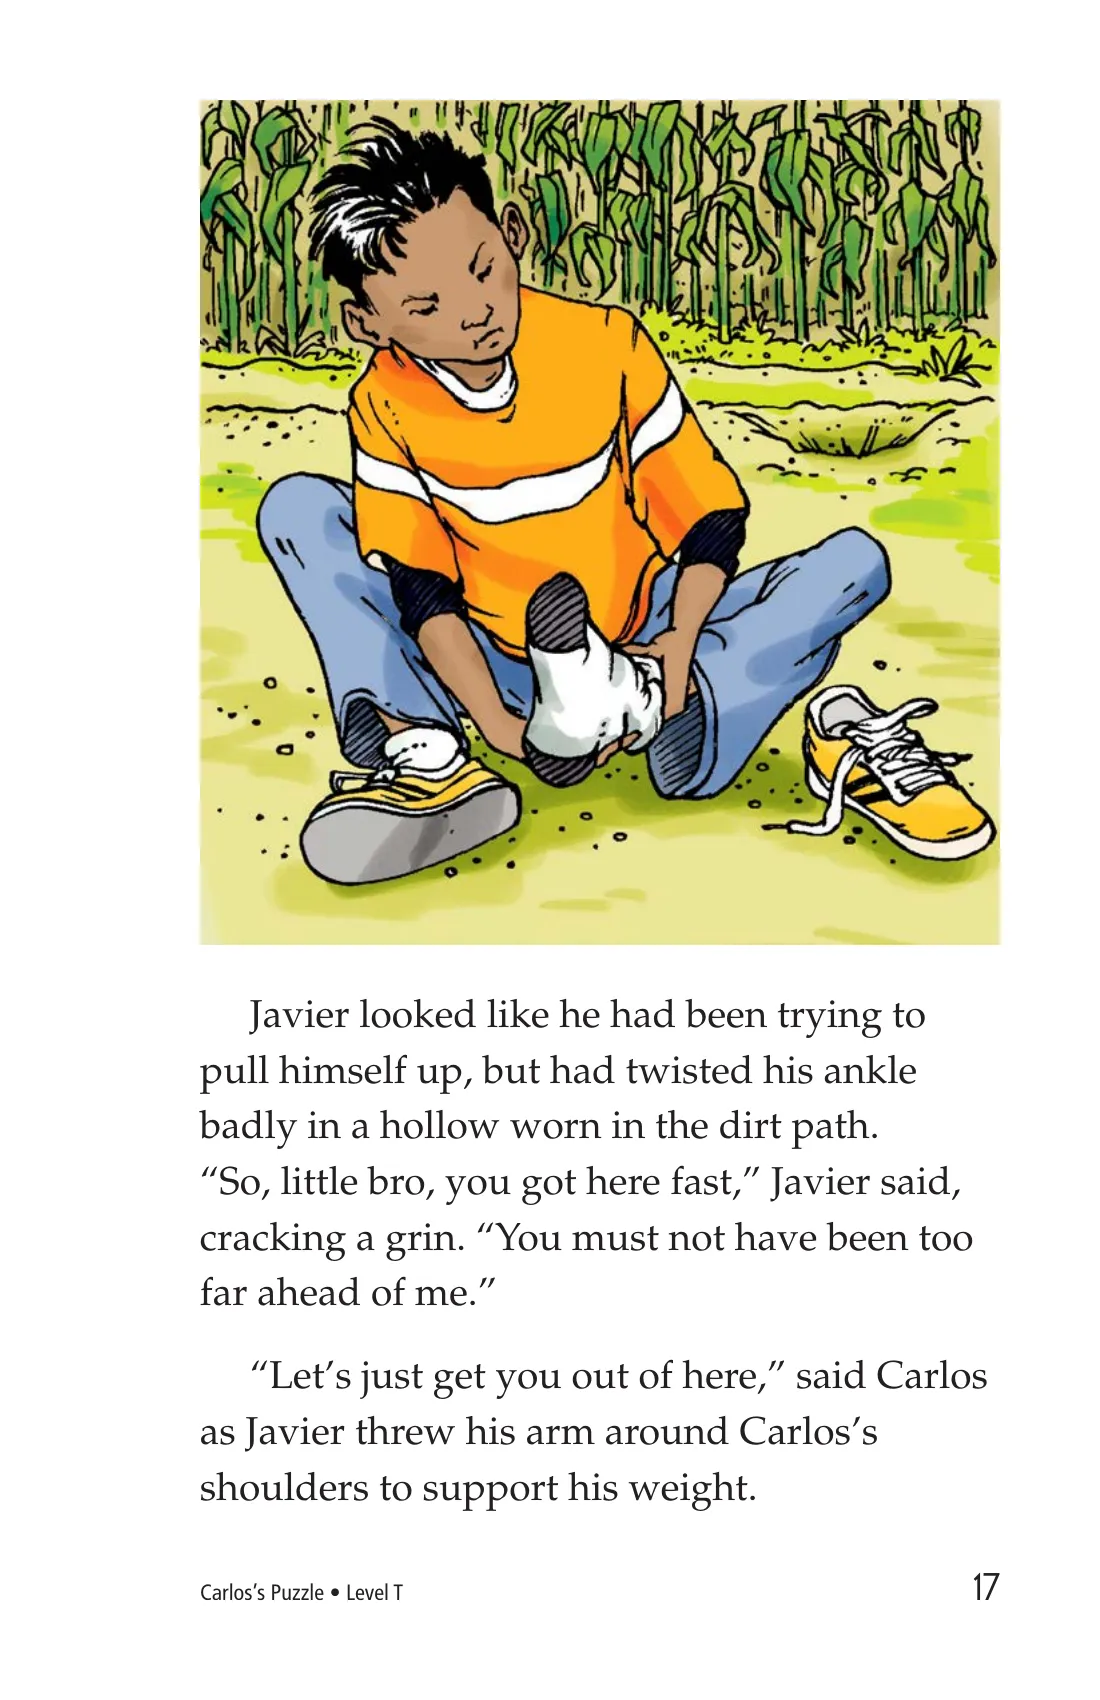 Javier looked like he had been trying to
pull himself up, but had twisted his ankle
badly in a hollow worn in the dirt path.
“So, little bro, you got here fast,” Javier said,
cracking a grin. “You must not have been too
far ahead of me.”
“Let’s just get you out of here,” said Carlos
as Javier threw his arm around Carlos’s
shoulders to support his weight.
Carlos’s Puzzle • Level T
17